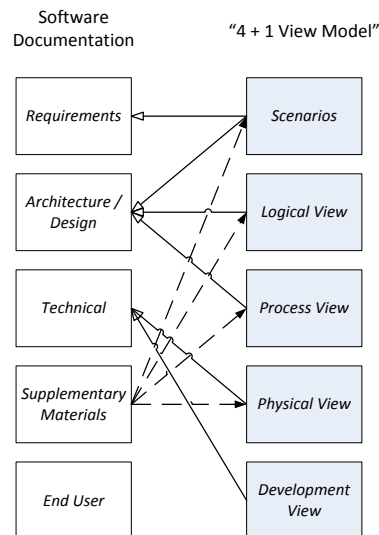 Software
Documentation
“4 + 1 View Model”
Requirements
Scenarios
Architecture /
Design
Logical View
Technical
Process View
Supplementary
Materials
Physical View
End User
Development
View